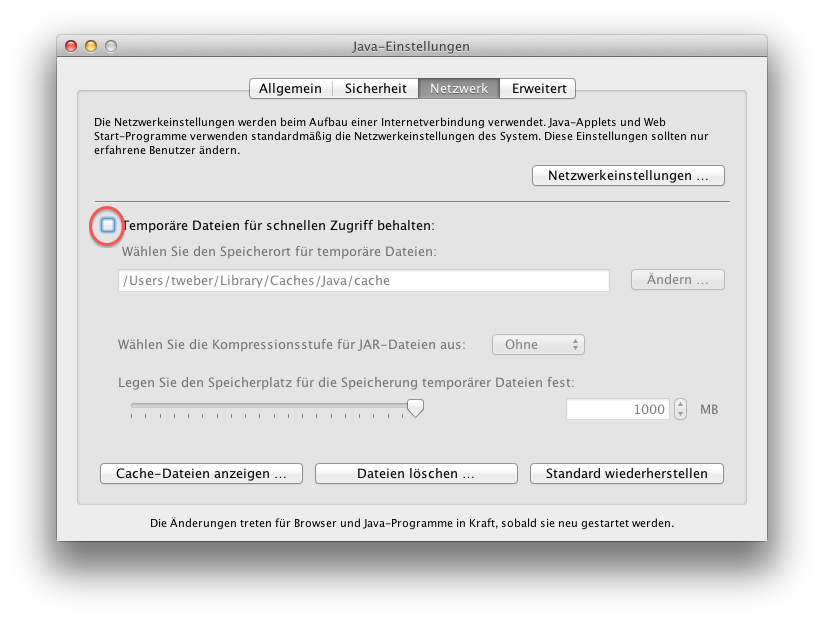 Java-Einstellungen
Allgemein Sicherheit Netzwerk Erweitert
Die Netzwerkeinstellungen werden beim Aufbau einer Internetverbindung verwendet. Java-Applets und Web
Start-Programme verwenden standardmäßig die Netzwerkeinstellungen des System. Diese Einstellungen sollten nur
erfahrene Benutzer ändern.
Netzwerkeinstellungen ...
Temporäre Dateien für schnellen Zugriff behalten:
Wählen Sie den Speicherort für temporäre Dateien:
/Users/tweber/Library/Caches/Java/cache Ändern ...
Wählen Sie die Kompressionsstufe für JAR-Dateien aus: Ohne
Legen Sie den Speicherplatz für die Speicherung temporärer Dateien fest:
1000 MB
Cache-Dateien anzeigen ... Dateien löschen ... Standard wiederherstellen
Die Änderungen treten für Browser und Java-Programme in Kraft, sobald sie neu gestartet werden.